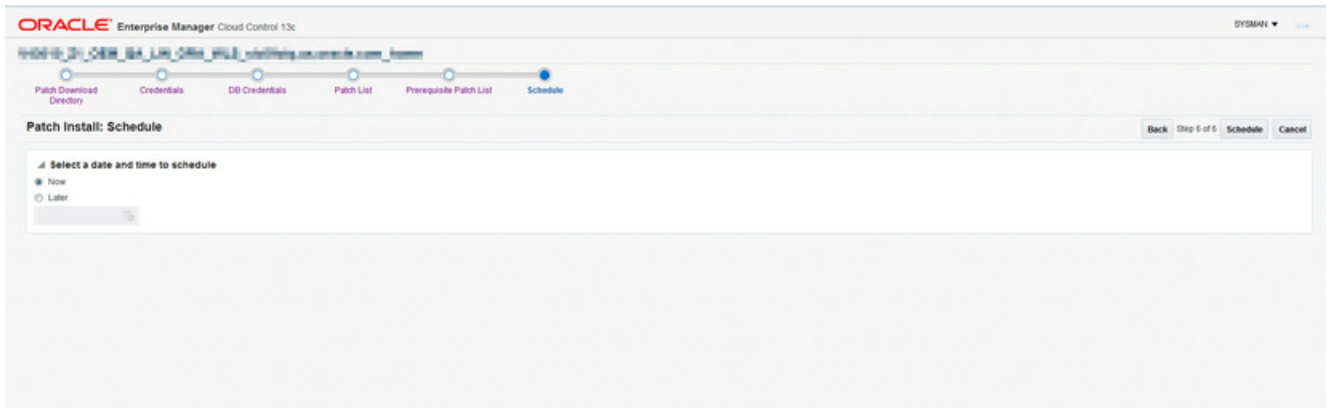 ORACLE Enterprise Manager Cloud Control 13c
SYSMAN
Patch Download Directory
Credentials
DB Credentials
Patch List
Prerequisite Patch List
Schedule
Patch Install: Schedule
Back Step 6 of 6 Schedule Cancel
Select a date and time to schedule
Now
Later